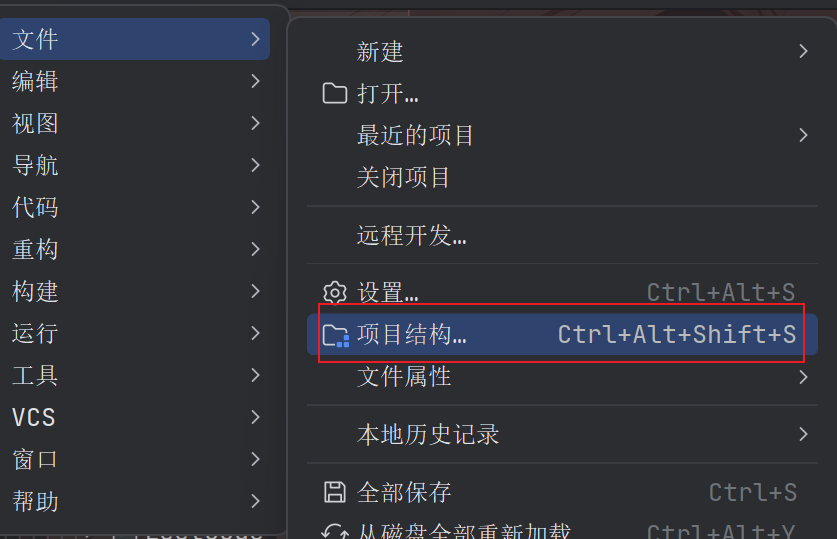 文件
编辑
视图
导航
代码
重构
构建
运行
工具
VCS
窗口
帮助
新建
打开…
最近的项目
关闭项目
远程开发…
设置… Ctrl+Alt+S
项目结构… Ctrl+Alt+Shift+S
文件属性
本地历史记录
全部保存 Ctrl+S
从磁盘全部重新加载 Ctrl+Alt+Y